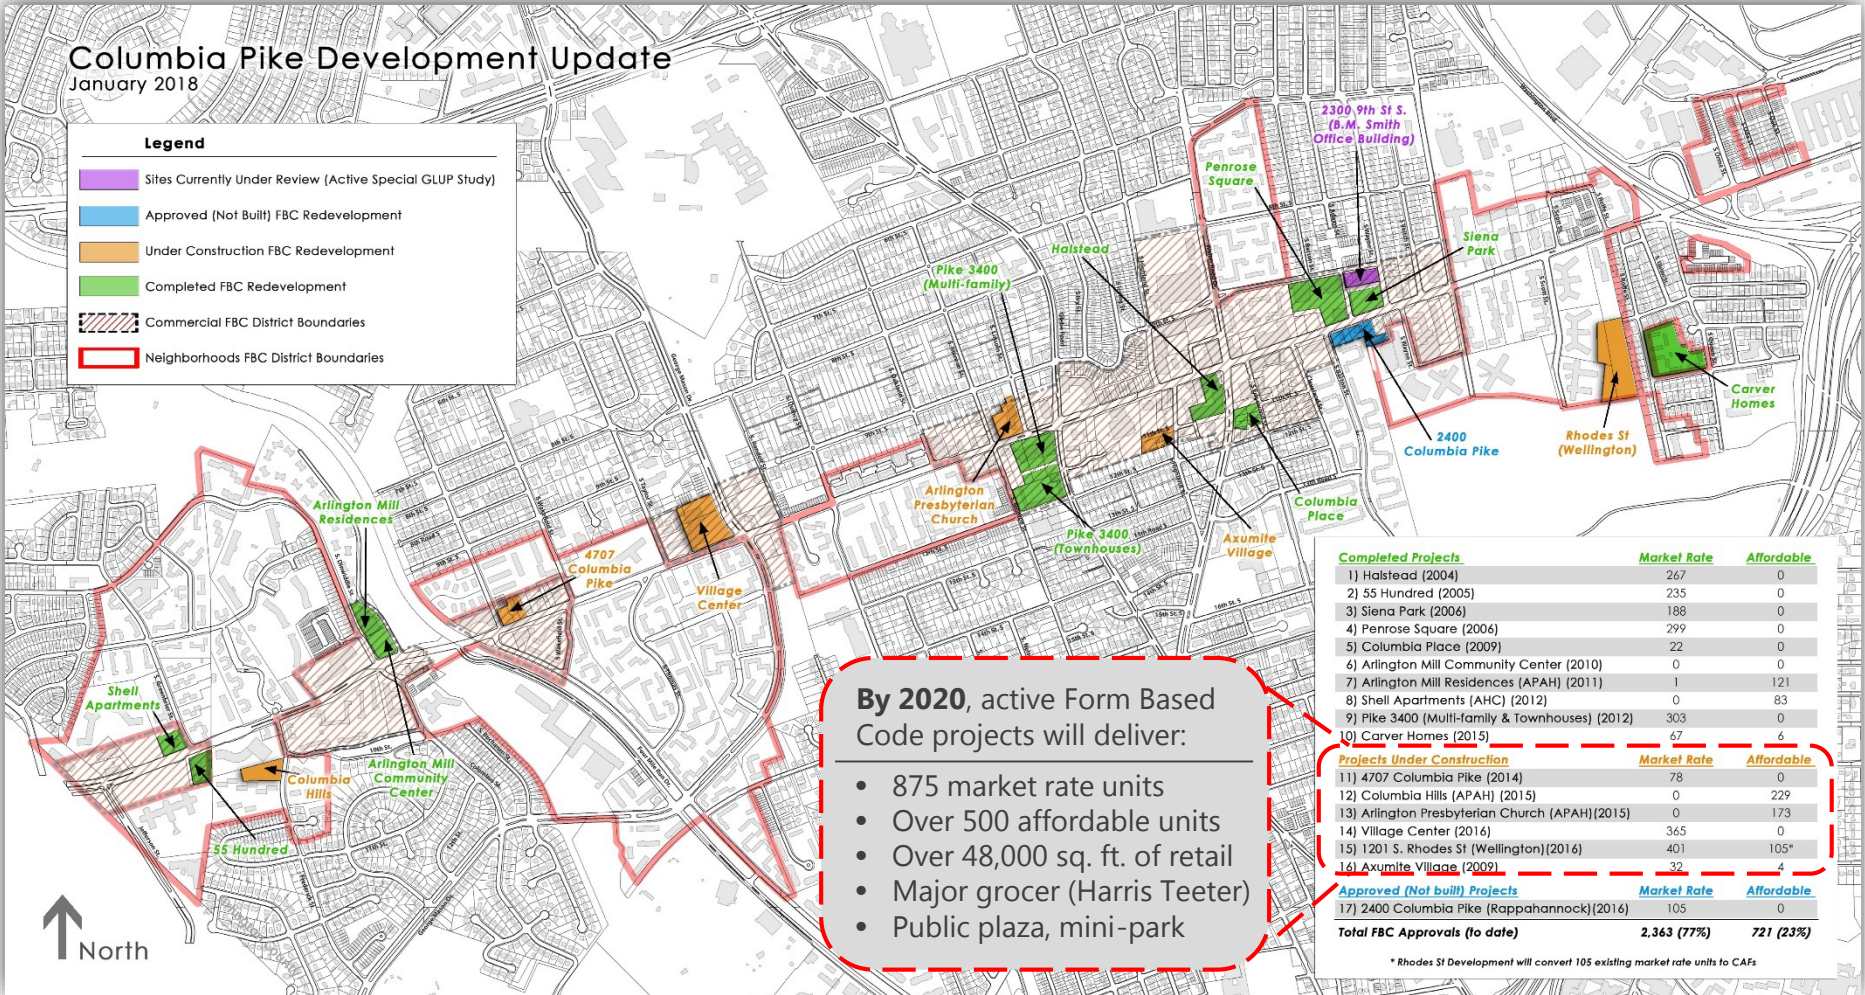 Columbia Pike Development Update
January 2018
Legend
Sites Currently Under Review (Active Special GLUP Study)
Approved (Not Built) FBC Redevelopment
Under Construction FBC Redevelopment
Completed FBC Redevelopment
Commercial FBC District Boundaries
Neighborhoods FBC District Boundaries
2300 9th St S.
(B.M. Smith
Office Building)
Penrose
Square
Siena
Park
Halstead
Pike 3400
(Multi-family)
Carver
Homes
2400
Columbia Pike
Rhodes St
(Wellington)
Arlington
Presbyterian
Church
Columbia
Place
Axumite
Village
Pike 3400
(Townhouses)
Arlington Mill
Residences
4707
Columbia
Pike
Village
Center
Shell
Apartments
Columbia
Hills
Arlington Mill
Community
Center
55 Hundred
North
By 2020, active Form Based
Code projects will deliver:
• 875 market rate units
• Over 500 affordable units
• Over 48,000 sq. ft. of retail
• Major grocer (Harris Teeter)
• Public plaza, mini-park
Completed Projects Market Rate Affordable
1) Halstead (2004) 267 0
2) 55 Hundred (2005) 235 0
3) Siena Park (2006) 188 0
4) Penrose Square (2006) 299 0
5) Columbia Place (2009) 22 0
6) Arlington Mill Community Center (2010) 0 0
7) Arlington Mill Residences (APAH) (2011) 1 121
8) Shell Apartments (AHC) (2012) 0 83
9) Pike 3400 (Multi-family & Townhouses) (2012) 303 0
10) Carver Homes (2015) 67 6
Projects Under Construction Market Rate Affordable
11) 4707 Columbia Pike (2014) 78 0
12) Columbia Hills (APAH) (2015) 0 229
13) Arlington Presbyterian Church (APAH)(2015) 0 173
14) Village Center (2016) 365 0
15) 1201 S. Rhodes St (Wellington)(2016) 401 105*
16) Axumite Village (2009) 32 4
Approved (Not built) Projects Market Rate Affordable
17) 2400 Columbia Pike (Rappahannock)(2016) 105 0
Total FBC Approvals (to date) 2,363 (77%) 721 (23%)
* Rhodes St Development will convert 105 existing market rate units to CAFs